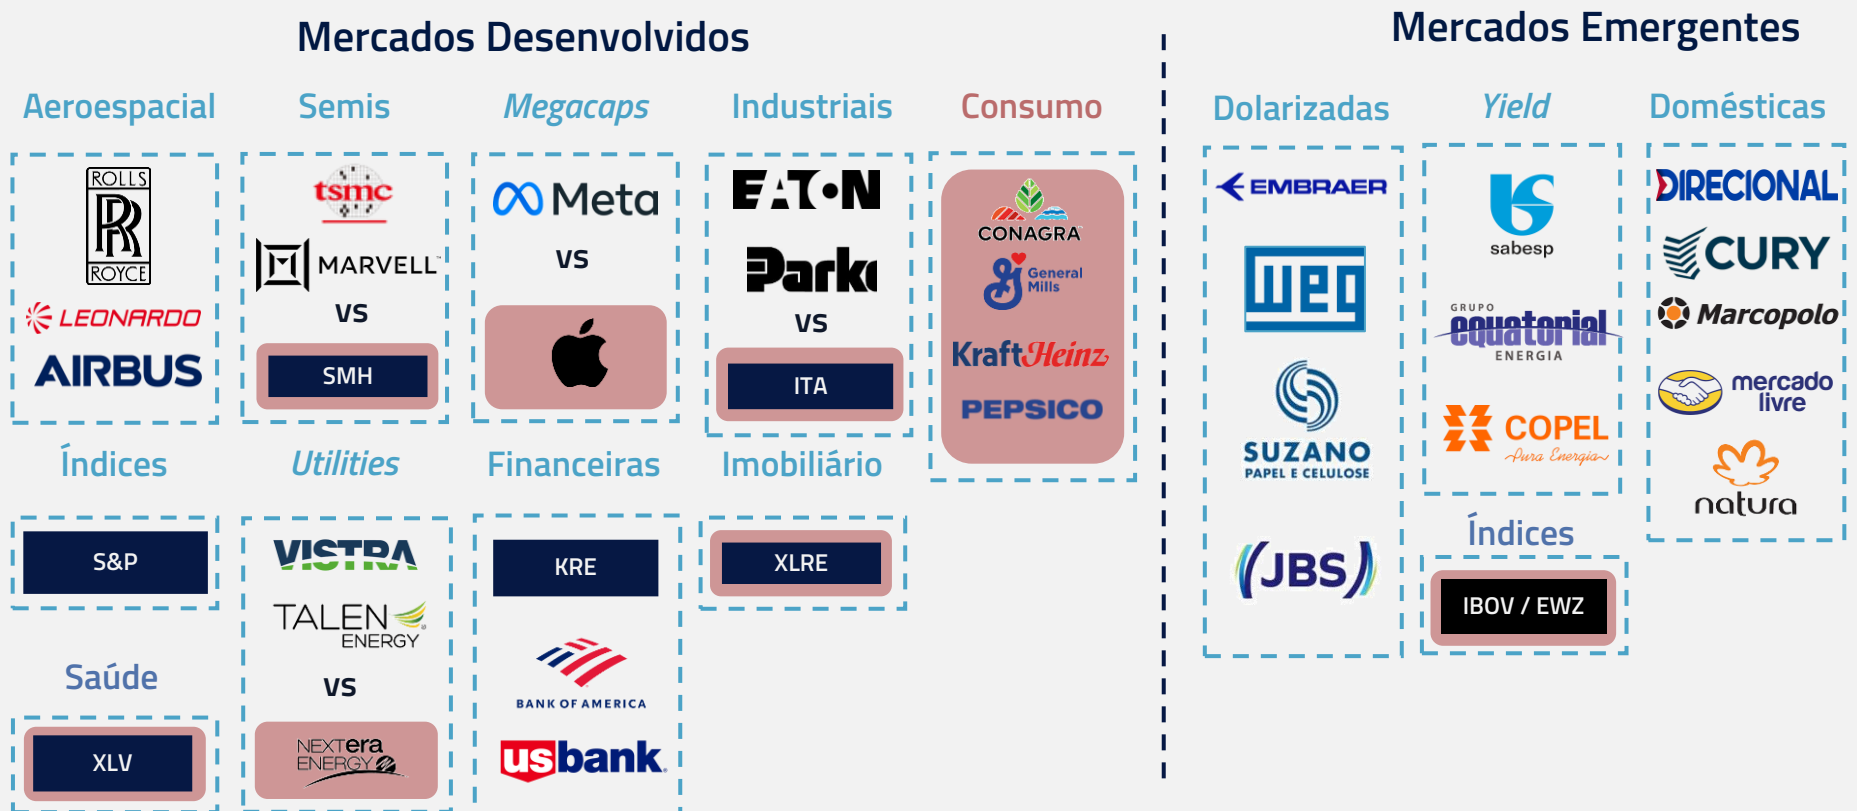 Mercados Desenvolvidos
Aeroespacial
ROLLS
RR
ROYCE
LEONARDO
AIRBUS
Semis
tsmc
MARVELL™
VS
SMH
Megacaps
Meta
VS
Industriais
EATON
Parke
VS
ITA
Consumo
CONAGRA
General
Mills
KraftHeinz
PEPSICO
Índices
S&P
Saúde
XLV
Utilities
VISTRA
TALEN
ENERGY
VS
NEXTera
ENERGY
Financeiras
KRE
BANK OF AMERICA
usbank.
Imobiliário
XLRE
Mercados Emergentes
Dolarizadas
EMBRAER
weg
SUZANO
PAPEL E CELULOSE
(JBS)
Yield
sabesp
GRUPO
equatorial
ENERGIA
COPEL
Pura Energia
Índices
IBOV / EWZ
Domésticas
DIRECIONAL
CURY
Marcopolo
mercado
livre
natura